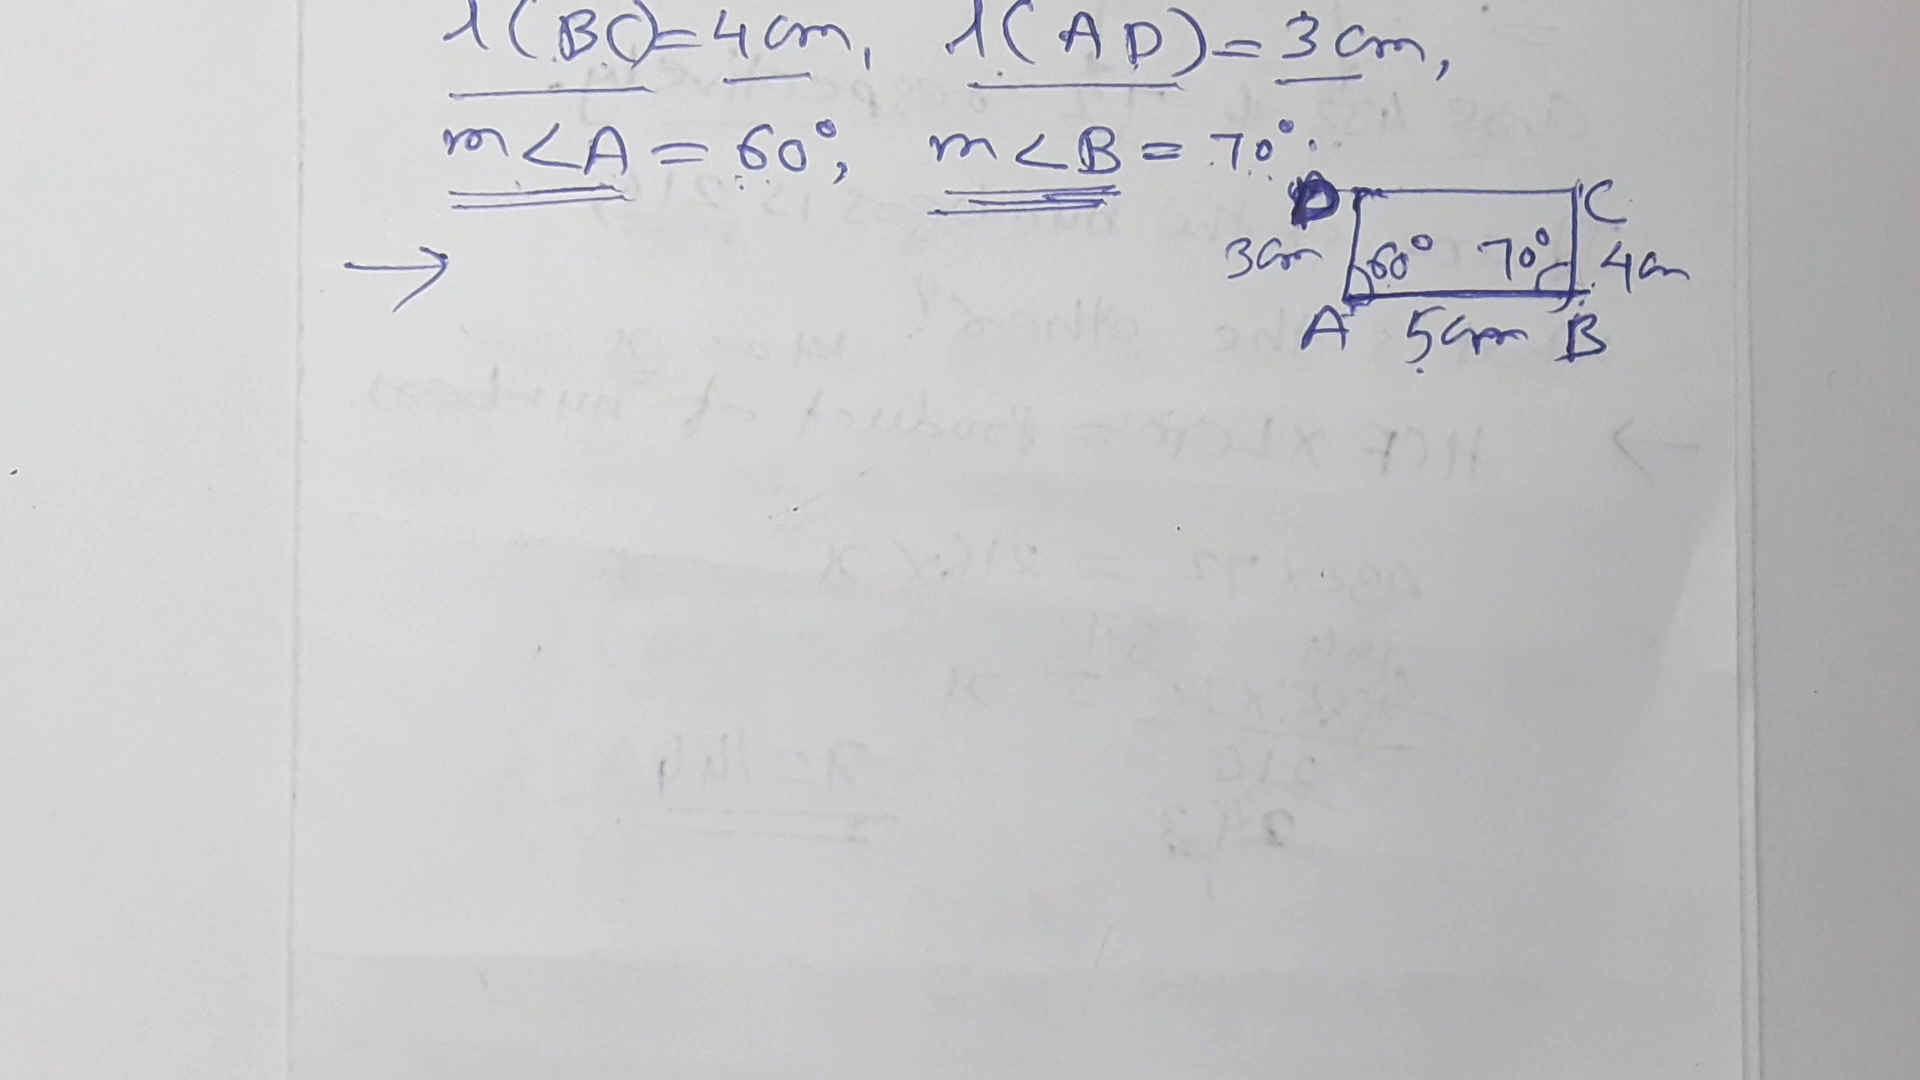 l(BC)=4cm, l(AD)=3cm,
m<A=60°, m<B=70°.
D C
3cm 60° 70° 4cm
A 5cm B